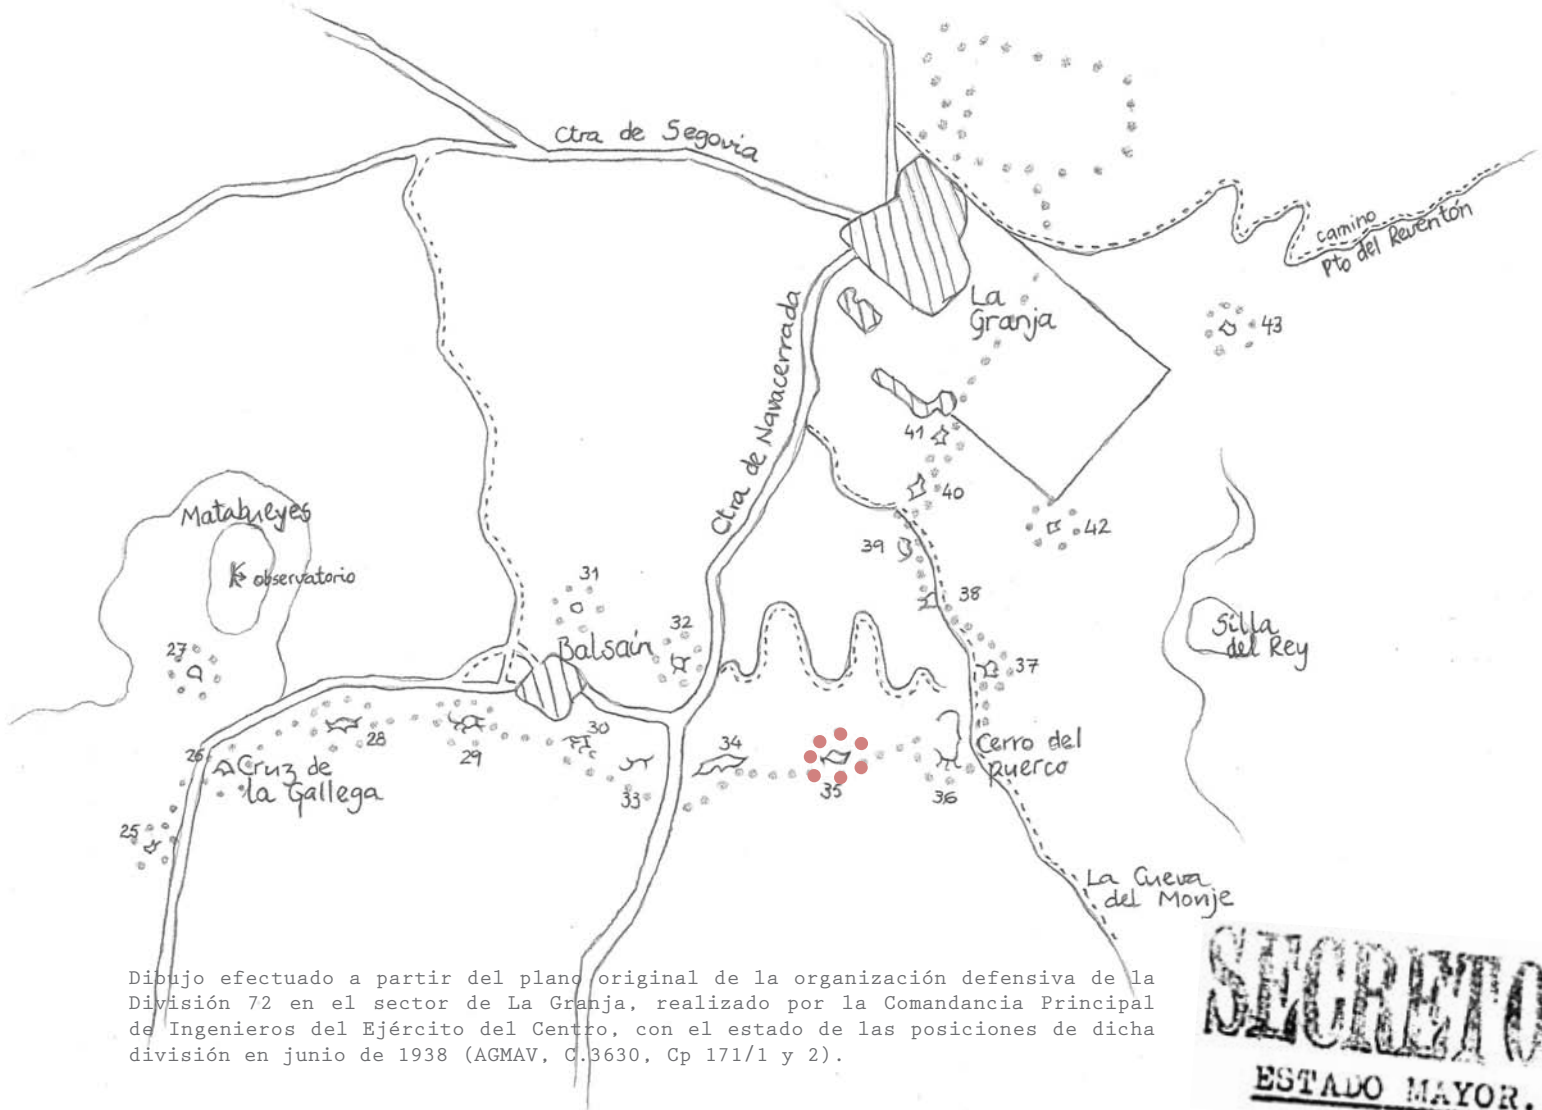 Ctra de Segovia
camino
Pto del Reventón
La
Granja
43
Ctra de Navacerrada
41
40
42
39
38
Matabueyes
observatorio
31
32
Balsaín
27
37
Silla
del Rey
28
29
30
34
35
36
33
Cerro del
puerco
26
Cruz de
la Gallega
25
La Cueva
del Monje
Dibujo efectuado a partir del plano original de la organización defensiva de la
División 72 en el sector de La Granja, realizado por la Comandancia Principal
de Ingenieros del Ejército del Centro, con el estado de las posiciones de dicha
división en junio de 1938 (AGMAV, C.3630, Cp 171/1 y 2).
SECRETO
ESTADO MAYOR.